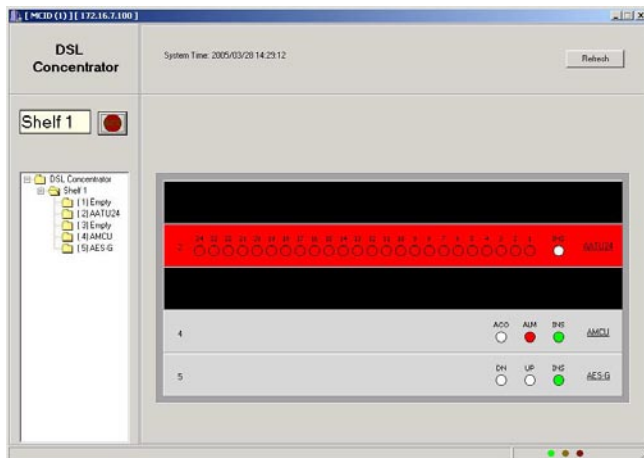 [ MCID (1) ] [ 172.16.7.100 ]
DSL
Concentrator
System Time: 2005/03/28 14:29:12
Refresh
Shelf 1
DSL Concentrator
Shelf 1
[1] Empty
[2] AATU24
[3] Empty
[4] AMCU
[5] AES-G
24 23 22 21 20 19 18 17 16 15 14 13 12 11 10 9 8 7 6 5 4 3 2 1 INS
2 AATU24
ACO ALM INS
4 AMCU
DN UP INS
5 AES-G